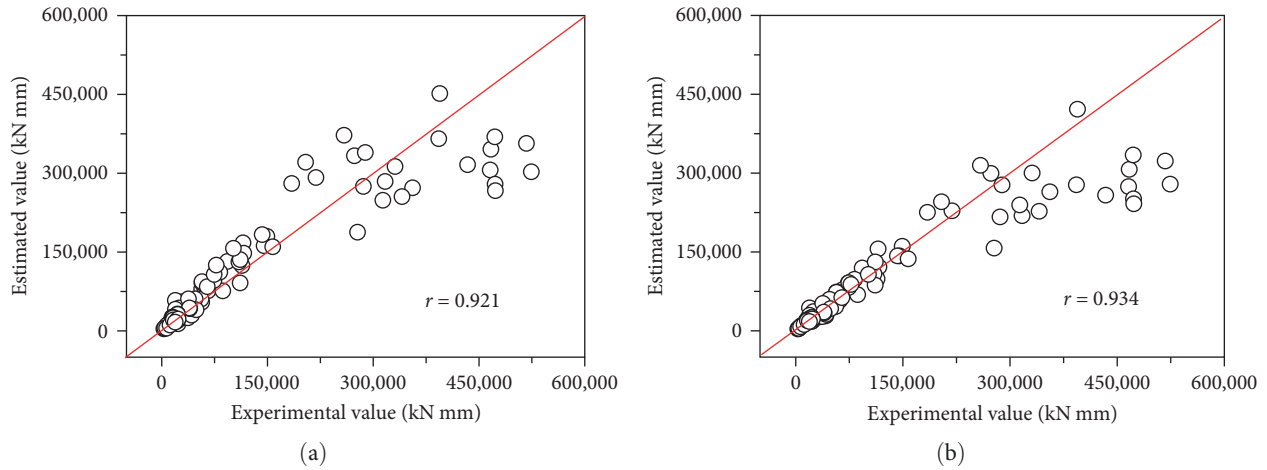 600,000
450,000
300,000
150,000
0
Estimated value (kN mm)
r = 0.921
0
150,000
300,000
450,000
600,000
Experimental value (kN mm)
(a)
600,000
450,000
300,000
150,000
0
Estimated value (kN mm)
r = 0.934
0
150,000
300,000
450,000
600,000
Experimental value (kN mm)
(b)